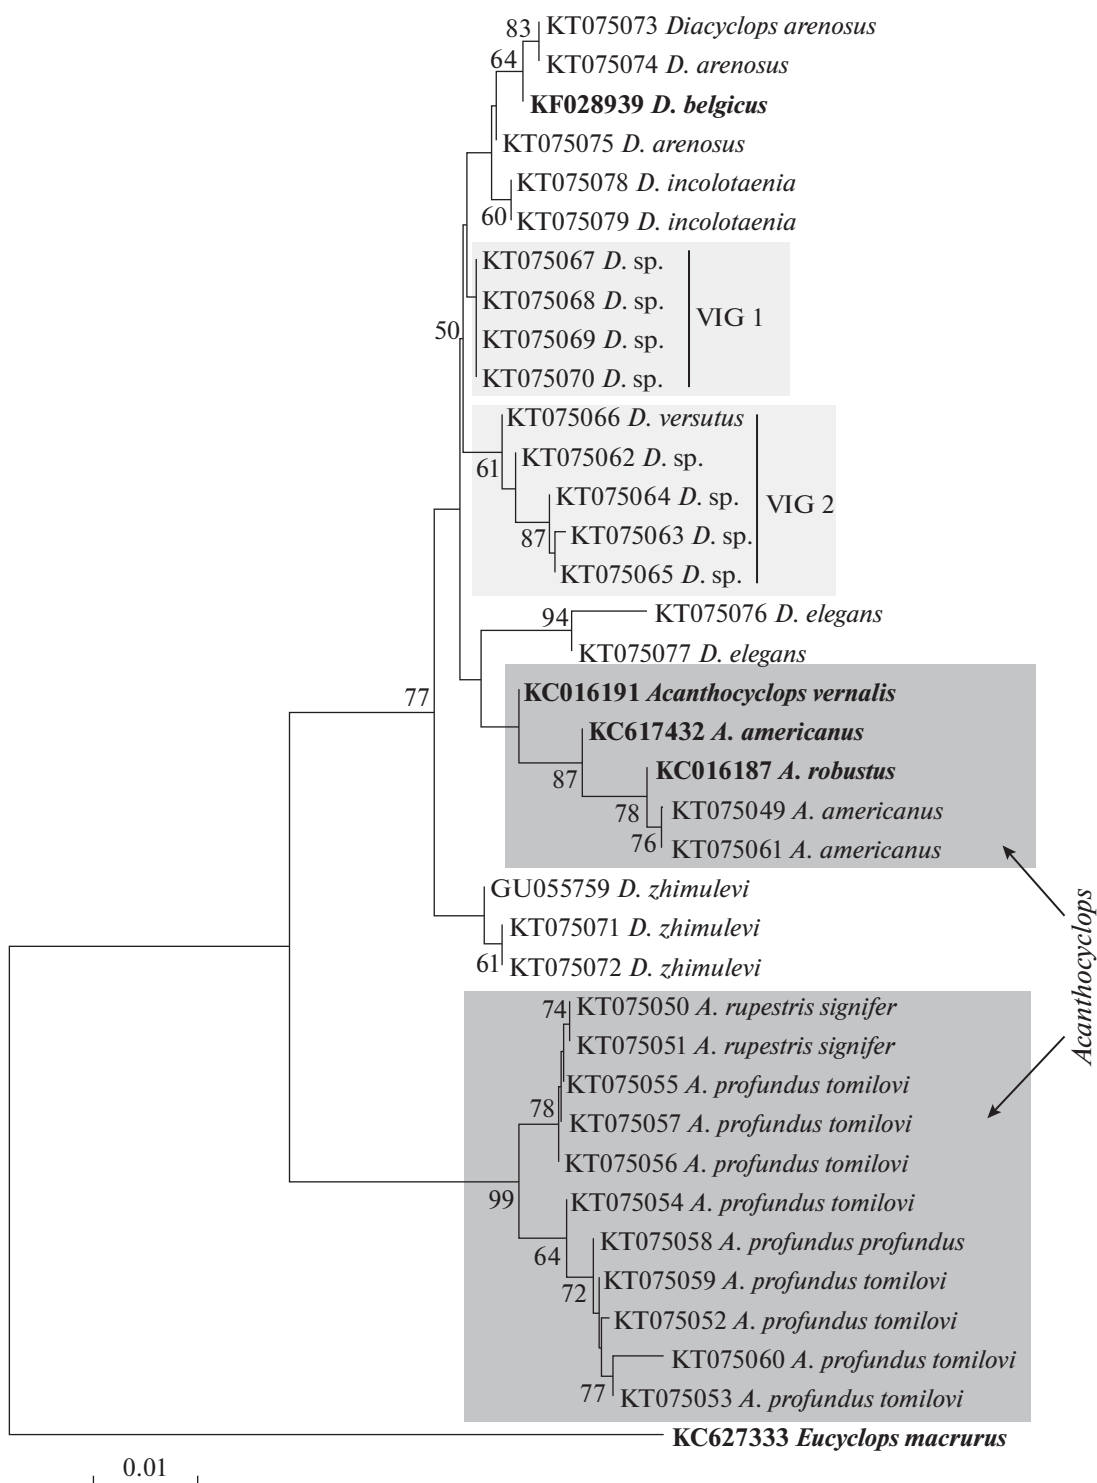 83
KT075073 Diacyclops arenosus
64
KT075074 D. arenosus
KF028939 D. belgicus
KT075075 D. arenosus
KT075078 D. incolotaenia
60
KT075079 D. incolotaenia
KT075067 D. sp.
KT075068 D. sp.
VIG 1
50
KT075069 D. sp.
KT075070 D. sp.
KT075066 D. versutus
61
KT075062 D. sp.
KT075064 D. sp.
VIG 2
87
KT075063 D. sp.
KT075065 D. sp.
94
KT075076 D. elegans
KT075077 D. elegans
77
KC016191 Acanthocyclops vernalis
KC617432 A. americanus
87
KC016187 A. robustus
78
KT075049 A. americanus
76
KT075061 A. americanus
GU055759 D. zhimulevi
KT075071 D. zhimulevi
61
KT075072 D. zhimulevi
Acanthocyclops
74
KT075050 A. rupestris signifer
KT075051 A. rupestris signifer
KT075055 A. profundus tomilovi
78
KT075057 A. profundus tomilovi
KT075056 A. profundus tomilovi
99
KT075054 A. profundus tomilovi
64
KT075058 A. profundus profundus
72
KT075059 A. profundus tomilovi
KT075052 A. profundus tomilovi
KT075060 A. profundus tomilovi
77
KT075053 A. profundus tomilovi
KC627333 Eucyclops macrurus
0.01